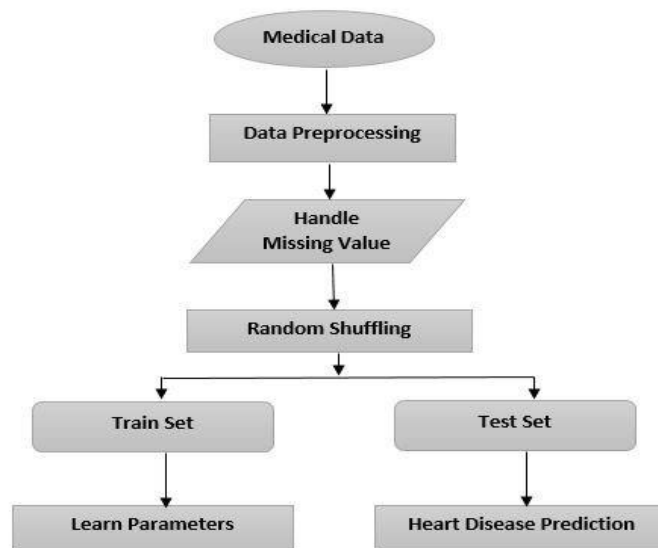 Medical Data
Data Preprocessing
Handle
Missing Value
Random Shuffling
Train Set
Test Set
Learn Parameters
Heart Disease Prediction